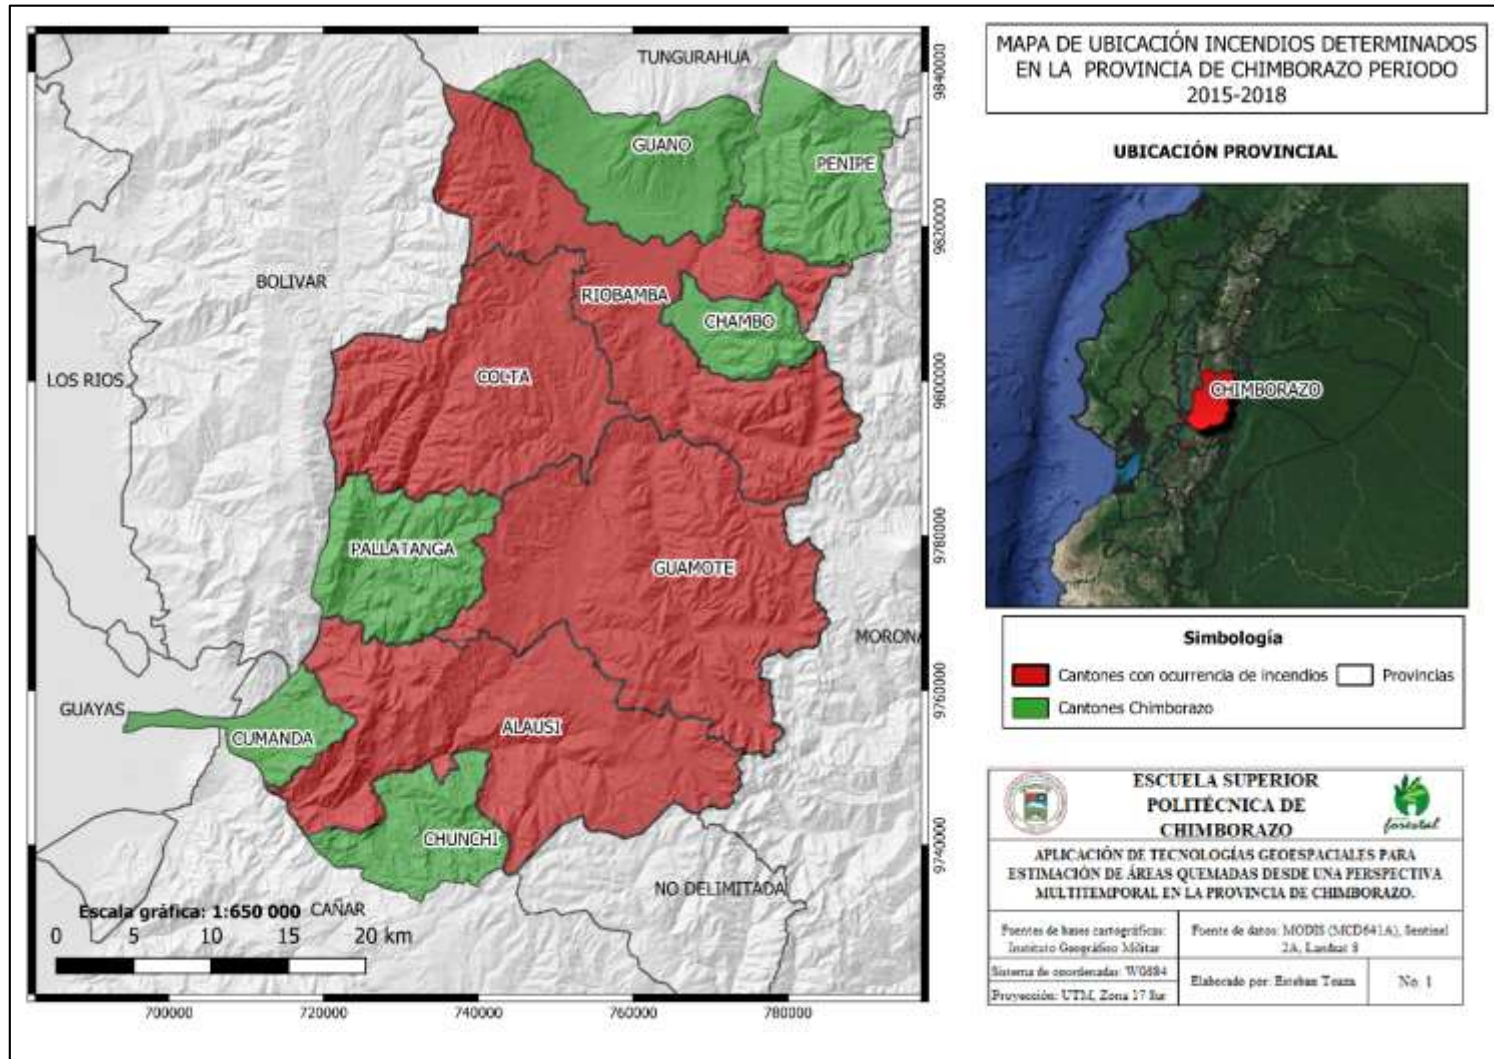 MAPA DE UBICACIÓN INCENDIOS DETERMINADOS
EN LA PROVINCIA DE CHIMBORAZO PERIODO
2015-2018
TUNGURAHUA
GUANO
PENIPE
BOLIVAR
RIOBAMBA
CHAMBO
LOS RIOS
COLTA
PALLATANGA
GUAMOTE
MORONA
GUAYAS
CUMANDA
ALAUSI
CHUNCHI
NO DELIMITADA
CAÑAR
Escala gráfica: 1:650 000
0 5 10 15 20 km
700000 720000 740000 760000 780000
9840000
9820000
9800000
9780000
9760000
9740000
UBICACIÓN PROVINCIAL
CHIMBORAZO
Simbología
Cantones con ocurrencia de incendios
Provincias
Cantones Chimborazo
ESCUELA SUPERIOR
POLITÉCNICA DE
CHIMBORAZO
forestal
APLICACIÓN DE TECNOLOGÍAS GEOESPACIALES PARA
ESTIMACIÓN DE ÁREAS QUEMADAS DESDE UNA PERSPECTIVA
MULTITEMPORAL EN LA PROVINCIA DE CHIMBORAZO.
Fuentes de bases cartográficas:
Instituto Geográfico Militar
Fuente de datos: MODIS (MCD641A), Sentinel
2A, Landsat 8
Sistema de coordenadas: WGS84
Proyección: UTM, Zona 17 Sur
Elaborado por: Esteban
No. 1